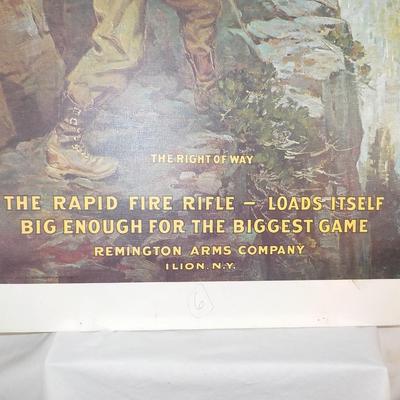 THE RIGHT OF WAY
THE RAPID FIRE RIFLE – LOADS ITSELF
BIG ENOUGH FOR THE BIGGEST GAME
REMINGTON ARMS COMPANY
ILION. N.Y.
6